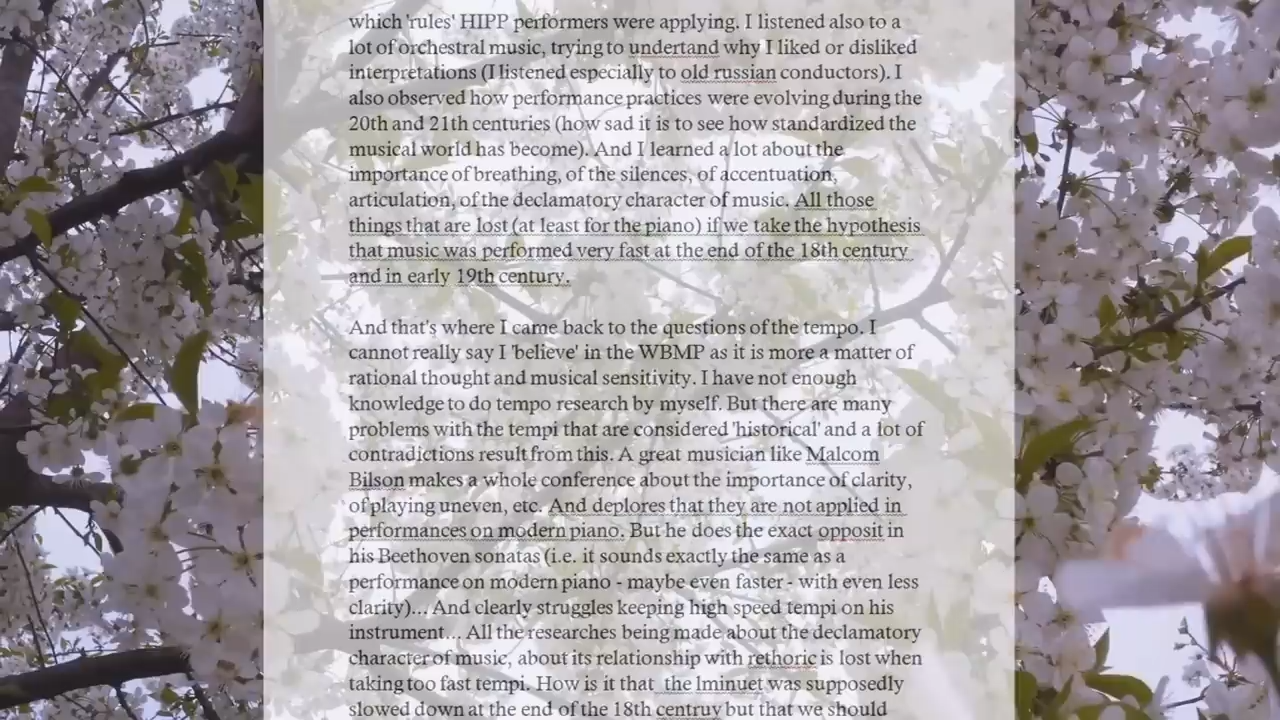 which 'rules' HIPP performers were applying. I listened also to a
lot of orchestral music, trying to undertand why I liked or disliked
interpretations (I listened especially to old russian conductors). I
also observed how performance practices were evolving during the
20th and 21th centuries (how sad it is to see how standardized the
musical world has become). And I learned a lot about the
importance of breathing, of the silences, of accentuation,
articulation, of the declamatory character of music. All those
things that are lost (at least for the piano) if we take the hypothesis
that music was performed very fast at the end of the 18th century
and in early 19th century.
And that's where I came back to the questions of the tempo. I
cannot really say I 'believe' in the WBMP as it is more a matter of
rational thought and musical sensitivity. I have not enough
knowledge to do tempo research by myself. But there are many
problems with the tempi that are considered 'historical' and a lot of
contradictions result from this. A great musician like Malcom
Bilson makes a whole conference about the importance of clarity,
of playing uneven, etc. And deplores that they are not applied in
performances on modern piano. But he does the exact opposit in
his Beethoven sonatas (i.e. it sounds exactly the same as a
performance on modern piano - maybe even faster - with even less
clarity)... And clearly struggles keeping high speed tempi on his
instrument... All the researches being made about the declamatory
character of music, about its relationship with rethoric is lost when
taking too fast tempi. How is it that the lminuet was supposedly
slowed down at the end of the 18th centruy but that we should